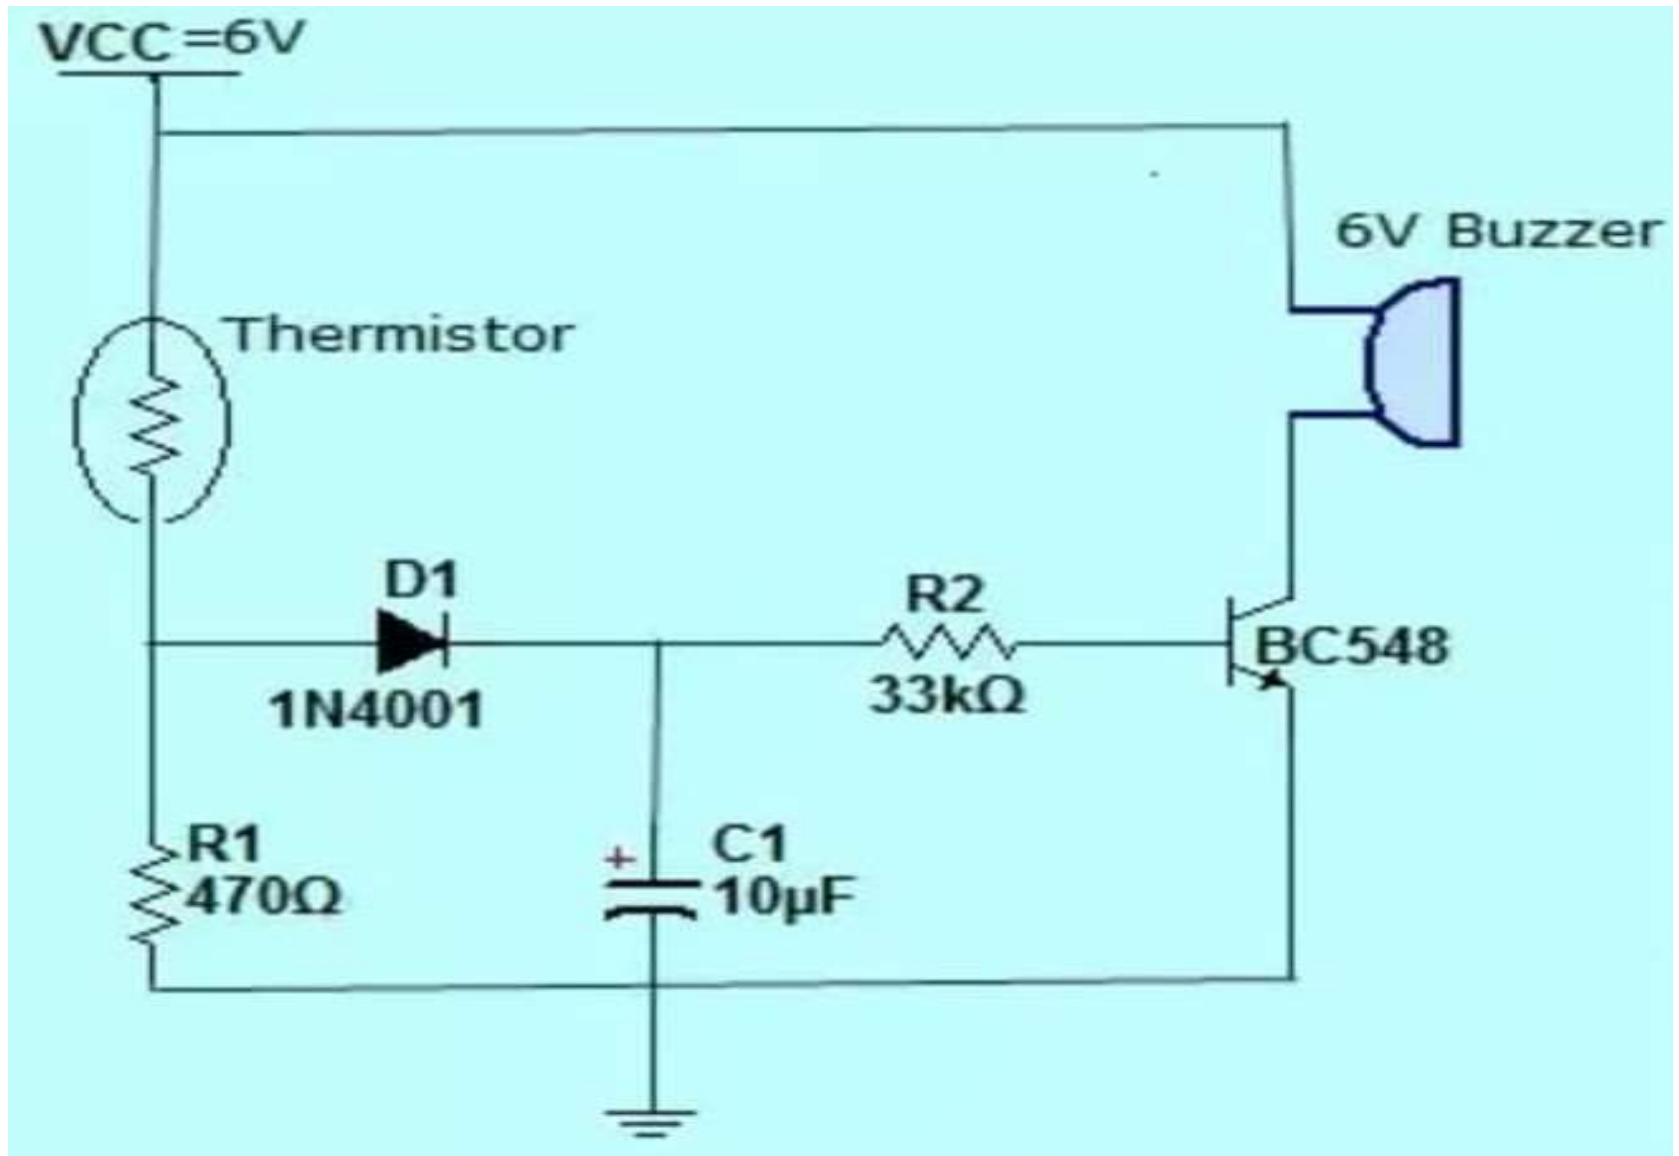 VCC=6V
6V Buzzer
Thermistor
D1
1N4001
R2
33kΩ
BC548
R1
470Ω
+
C1
10µF